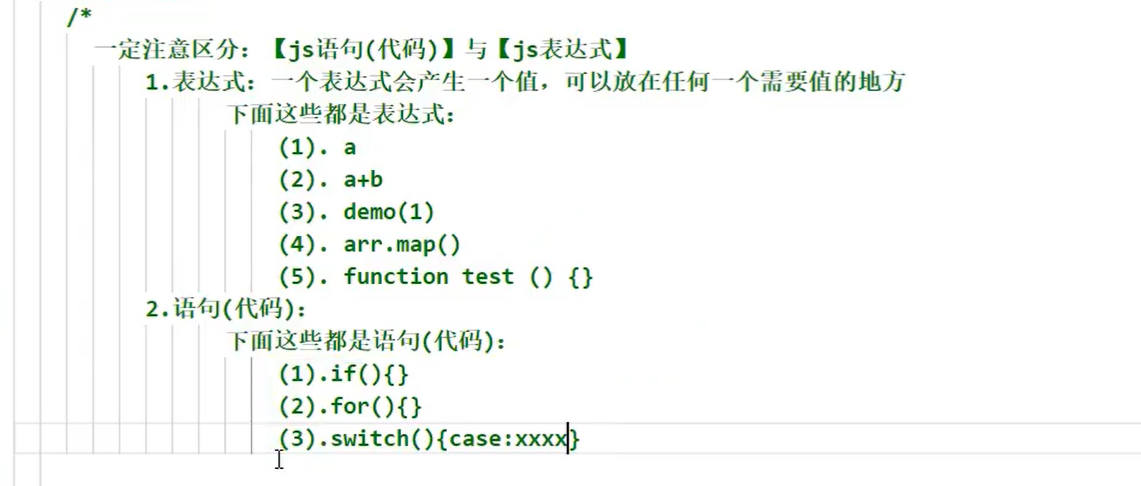 /*
一定注意区分：【js语句(代码)】与【js表达式】
1.表达式：一个表达式会产生一个值，可以放在任何一个需要值的地方
下面这些都是表达式：
(1). a
(2). a+b
(3). demo(1)
(4). arr.map()
(5). function test () {}
2.语句(代码)：
下面这些都是语句(代码)：
(1).if(){}
(2).for(){}
(3).switch(){case:xxxx}